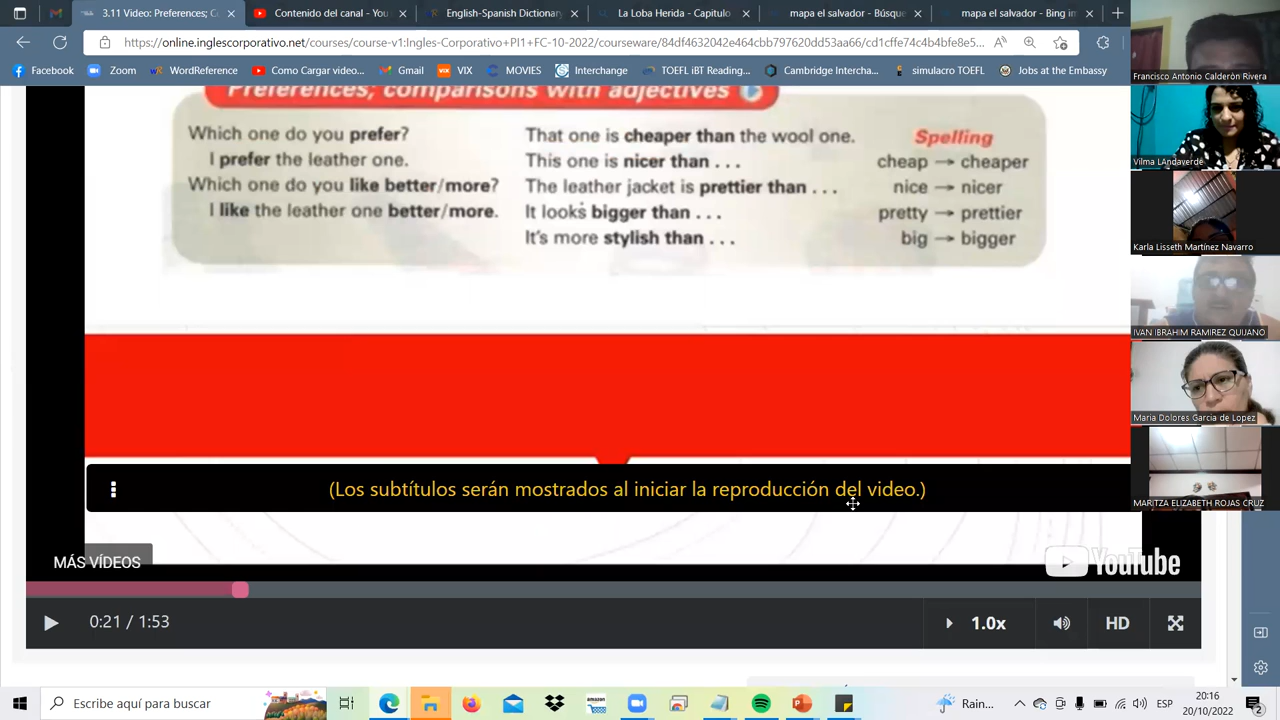 3.11 Video: Preferences; C
Contenido del canal - You
English-Spanish Dictionary
La Loba Herida - Capitulo
mapa el salvador - Búsque
mapa el salvador - Bing im
https://online.inglescorporativo.net/courses/course-v1:Ingles-Corporativo+PI1+FC-10-2022/courseware/84df4632042e464cbb797620dd53aa66/cd1cffe74c4b4bfe8e5...
Facebook
Zoom
WordReference
Como Cargar video...
Gmail
VIX
MOVIES
Interchange
TOEFL iBT Reading...
Cambridge Intercha...
simulacro TOEFL
Jobs at the Embassy
Preferences; comparisons with adjectives
Which one do you prefer?
I prefer the leather one.
Which one do you like better/more?
I like the leather one better/more.
That one is cheaper than the wool one.
This one is nicer than . . .
The leather jacket is prettier than . . .
It looks bigger than . . .
It's more stylish than . . .
Spelling
cheap → cheaper
nice → nicer
pretty → prettier
big → bigger
(Los subtítulos serán mostrados al iniciar la reproducción del video.)
MÁS VÍDEOS
YouTube
0:21 / 1:53
1.0x
HD
Francisco Antonio Calderón Rivera
Vilma LAndaverde
Karla Lisseth Martínez Navarro
IVAN IBRAHIM RAMIREZ QUIJANO
Maria Dolores Garcia de Lopez
MARITZA ELIZABETH ROJAS CRUZ
Escribe aquí para buscar
amazon
Rain...
ESP
20:16
20/10/2022
2